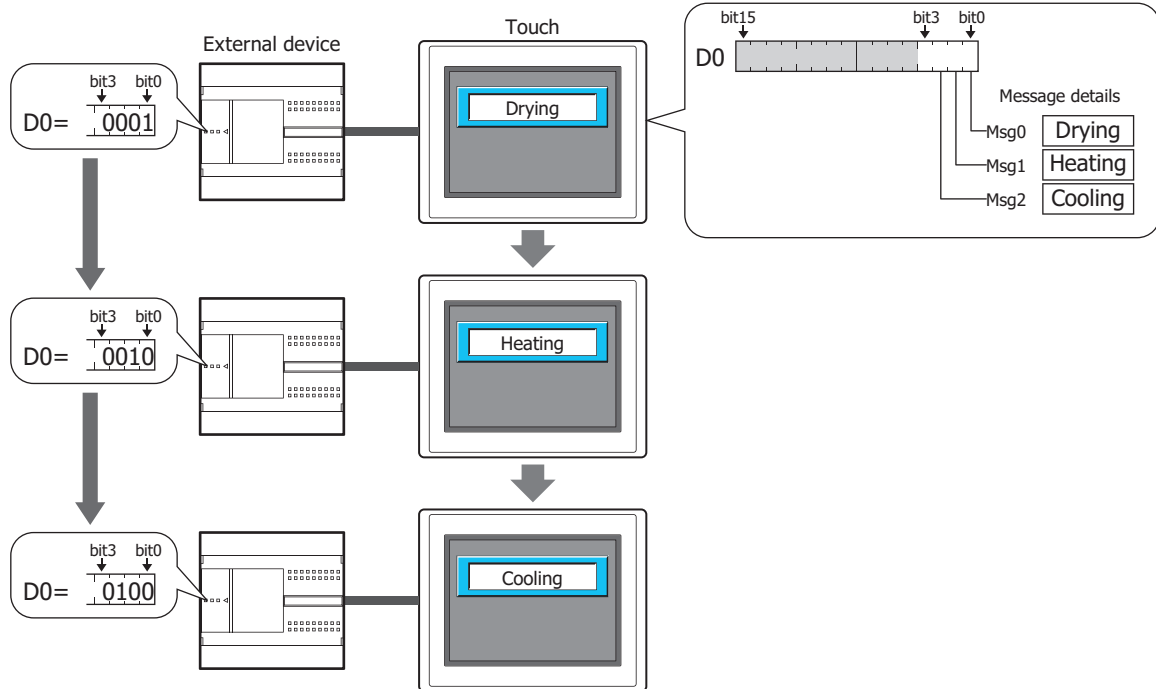 External device
Touch
bit3 bit0
D0= 0001
Drying
bit15 bit3 bit0
D0
Message details
Msg0 Drying
Msg1 Heating
Msg2 Cooling
bit3 bit0
D0= 0010
Heating
bit3 bit0
D0= 0100
Cooling